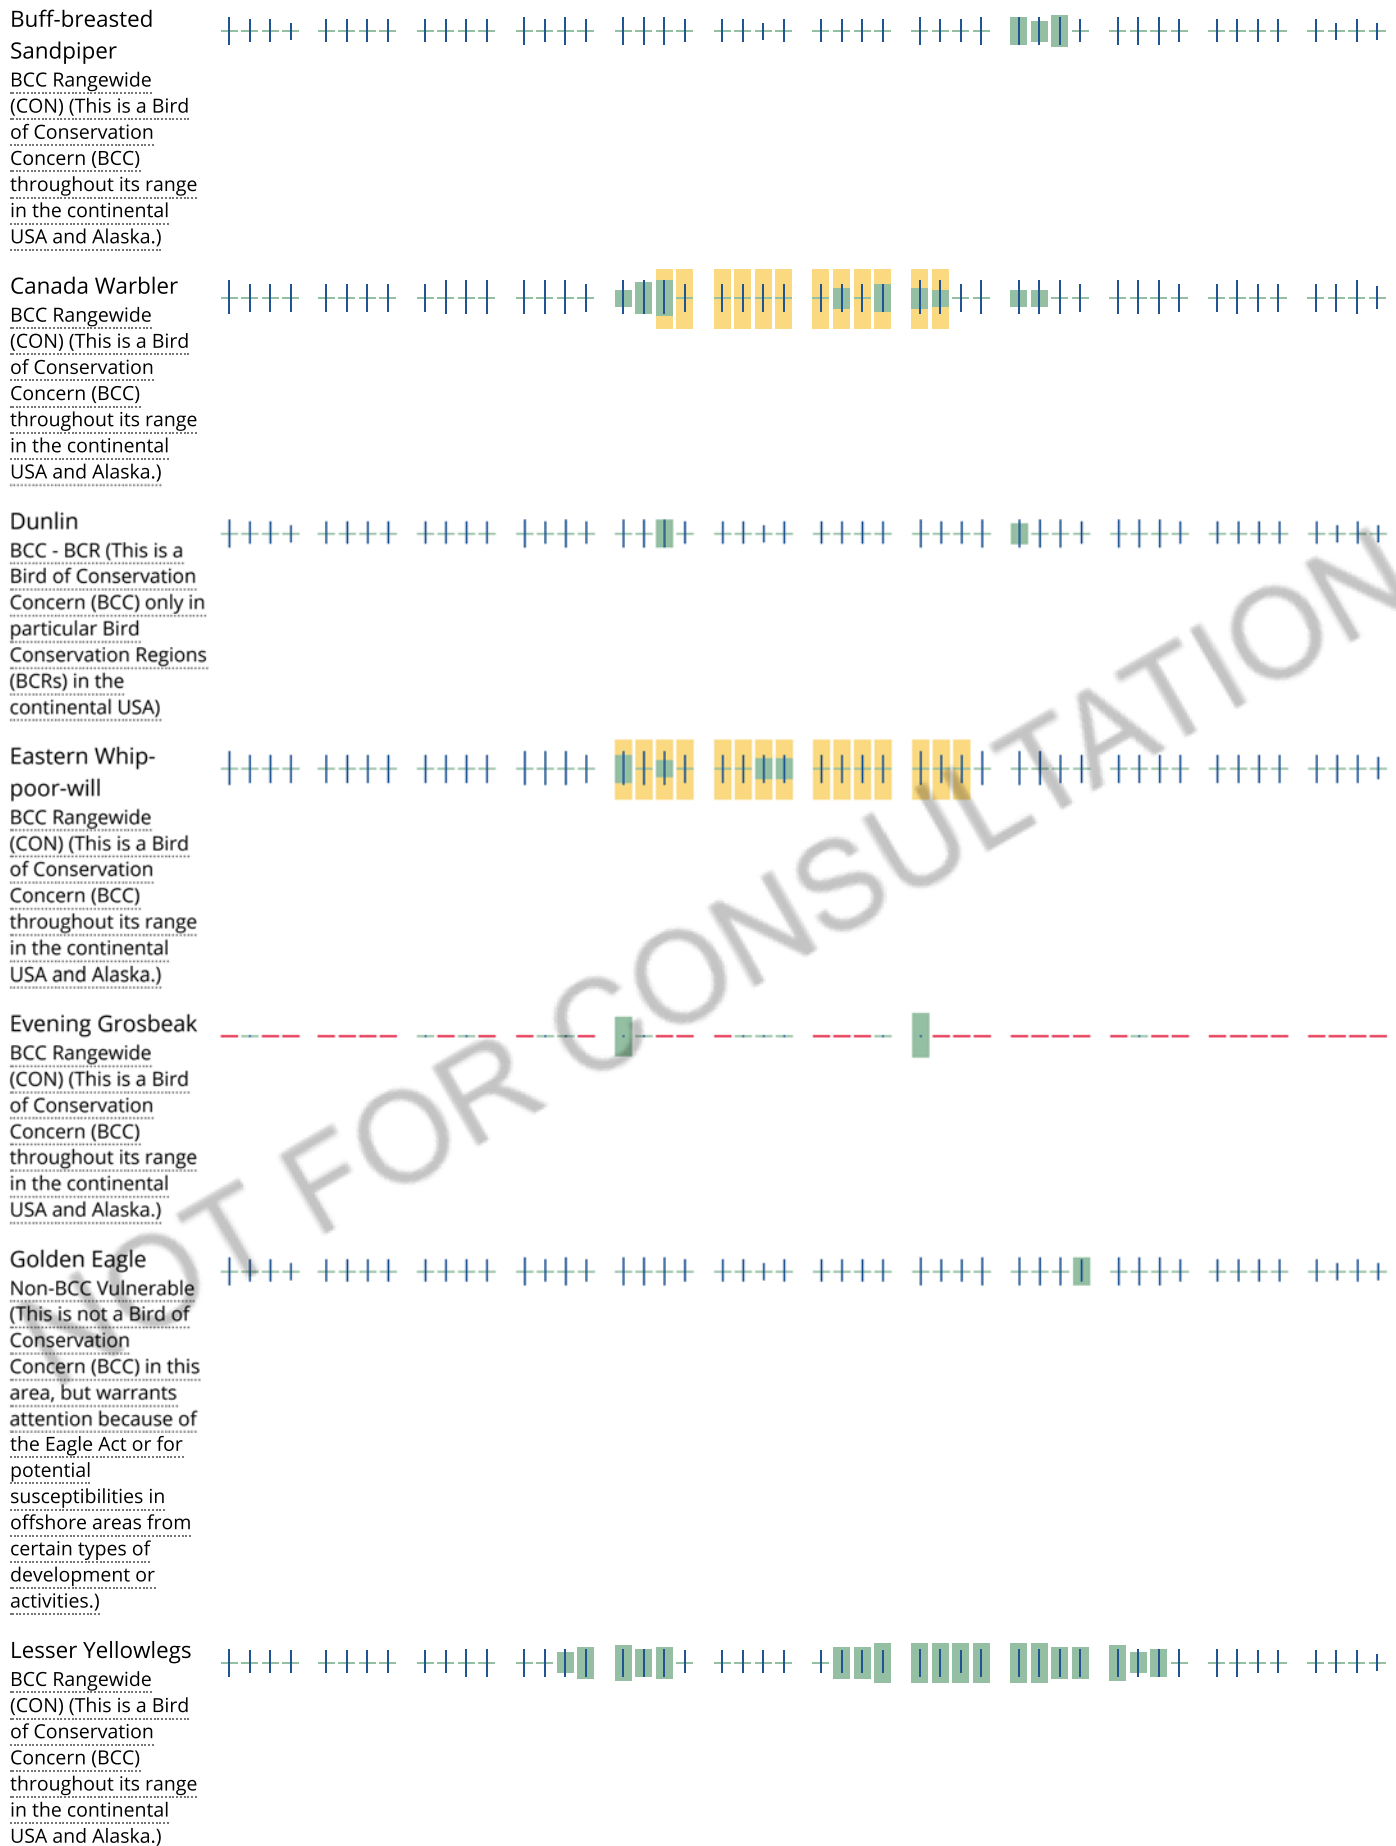 Buff-breasted
Sandpiper
BCC Rangewide
(CON) (This is a Bird
of Conservation
Concern (BCC)
throughout its range
in the continental
USA and Alaska.)
Canada Warbler
BCC Rangewide
(CON) (This is a Bird
of Conservation
Concern (BCC)
throughout its range
in the continental
USA and Alaska.)
Dunlin
BCC - BCR (This is a
Bird of Conservation
Concern (BCC) only in
particular Bird
Conservation Regions
(BCRs) in the
continental USA)
Eastern Whip-
poor-will
BCC Rangewide
(CON) (This is a Bird
of Conservation
Concern (BCC)
throughout its range
in the continental
USA and Alaska.)
Evening Grosbeak
BCC Rangewide
(CON) (This is a Bird
of Conservation
Concern (BCC)
throughout its range
in the continental
USA and Alaska.)
Golden Eagle
Non-BCC Vulnerable
(This is not a Bird of
Conservation
Concern (BCC) in this
area, but warrants
attention because of
the Eagle Act or for
potential
susceptibilities in
offshore areas from
certain types of
development or
activities.)
Lesser Yellowlegs
BCC Rangewide
(CON) (This is a Bird
of Conservation
Concern (BCC)
throughout its range
in the continental
USA and Alaska.)
NOT FOR CONSULTATION